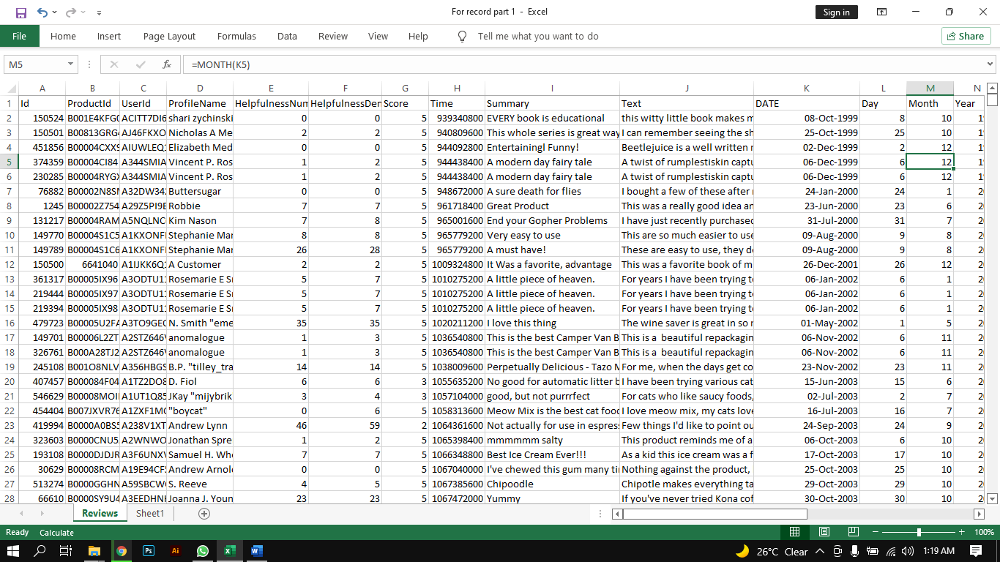 For record part 1 - Excel
Sign in
File Home Insert Page Layout Formulas Data Review View Help Tell me what you want to do Share
M5 fx =MONTH(K5)
A B C D E F G H I J K L M N
1 Id ProductId UserId ProfileName HelpfulnessNum HelpfulnessDen Score Time Summary Text DATE Day Month Year
2 150524 B001E4KFG0 ACITT7DI6 shari zychinski 0 0 5 939340800 EVERY book is educational this witty little book makes m 08-Oct-1999 8 10 1
3 150501 B00813GRG4 AJ46FKXO Nicholas A Me 2 2 5 940809600 This whole series is great way I can remember seeing the sh 25-Oct-1999 25 10 1
4 451856 B00004CXX9 AIUWLEQ1 Elizabeth Med 0 0 5 944092800 Entertainingl Funny! Beetlejuice is a well written 02-Dec-1999 2 12 1
5 374359 B00004CI84 A344SMIA Vincent P. Ros 1 2 5 944438400 A modern day fairy tale A twist of rumplestiskin captu 06-Dec-1999 6 12 1
6 230285 B00004RYGX A344SMIA Vincent P. Ros 1 2 5 944438400 A modern day fairy tale A twist of rumplestiskin captu 06-Dec-1999 6 12 1
7 76882 B00002N8SM A32DW34 Buttersugar 0 0 5 948672000 A sure death for flies I bought a few of these after 24-Jan-2000 24 1 2
8 1245 B00002Z754 A29Z5PI9 Robbie 7 7 5 961718400 Great Product This was a really good idea an 23-Jun-2000 23 6 2
9 131217 B00004RAM A5NQLNC Kim Nason 7 8 5 965001600 End your Gopher Problems I have just recently purchased 31-Jul-2000 31 7 2
10 149770 B00004S1C5 A1KXONF Stephanie Mar 8 8 5 965779200 Very easy to use This are so much easier to use 09-Aug-2000 9 8 2
11 149789 B00004S1C6 A1KXONF Stephanie Mar 26 28 5 965779200 A must have! These are easy to use, they do 09-Aug-2000 9 8 2
12 150500 6641040 A1IJKK6Q A Customer 2 2 5 1009324800 It Was a favorite, advantage This was a favorite book of m 26-Dec-2001 26 12 2
13 361317 B00005IX96 A3ODTU1 Rosemarie E S 5 7 5 1010275200 A little piece of heaven. For years I have been trying t 06-Jan-2002 6 1 2
14 219444 B00005IX97 A3ODTU1 Rosemarie E S 5 7 5 1010275200 A little piece of heaven. For years I have been trying t 06-Jan-2002 6 1 2
15 219394 B00005IX98 A3ODTU1 Rosemarie E S 5 7 5 1010275200 A little piece of heaven. For years I have been trying t 06-Jan-2002 6 1 2
16 479723 B00005U2FA A3TO9GEC N. Smith "eme 35 35 5 1020211200 I love this thing The wine saver is great in so 01-May-2002 1 5 2
17 149701 B00006L2ZT A2STZ646 anomalogue 1 3 5 1036540800 This is the best Camper Van B This is a beautiful repackagin 06-Nov-2002 6 11 2
18 326761 B000A28TJ2 A2STZ646 anomalogue 1 3 5 1036540800 This is the best Camper Van B This is a beautiful repackagin 06-Nov-2002 6 11 2
19 245108 B001O8NLV A356HBGS B.P. "tilley_tra 14 14 5 1038009600 Perpetually Delicious - Tazo For me, when the days get co 23-Nov-2002 23 11 2
20 407457 B000084F04 A1TZ2DO8 D. Fiol 6 6 3 1055635200 No good for automatic litter b I have been trying various cat 15-Jun-2003 15 6 2
21 546629 B00008MOI A1UT1Q85 JKay "mijybrik 3 4 3 1057104000 good, but not purrrfect For cats who like saucy foods, 02-Jul-2003 2 7 2
22 454404 B007JXVR76 A1ZXF1M "boycat" 0 6 5 1058313600 Meow Mix is the best cat food I love meow mix, my cats love 16-Jul-2003 16 7 2
23 419994 B0000A0BS5 A238V1XT Andrew Lynn 46 59 2 1064361600 Not actually for use in espres Few things I'd like to point ou 24-Sep-2003 24 9 2
24 323603 B0000CNU5 A2WNWO Jonathan Spre 1 2 5 1065398400 mmmmmm salty This product reminds me of a 06-Oct-2003 6 10 2
25 193108 B0000DJDJR A3F6UNX Samuel H. Wh 7 7 5 1066348800 Best Ice Cream Ever!!! As a kid this ice cream was a f 17-Oct-2003 17 10 2
26 30629 B00008RCM A19E94CF Andrew Arnol 0 0 5 1067040000 I've chewed this gum many ti Nothing against the product, 25-Oct-2003 25 10 2
27 513274 B0000GGHN A59SBCW S. Reeve 4 5 5 1067385600 Chipoodle Chipotle makes everything ta 29-Oct-2003 29 10 2
28 66610 B0000SY9U4 A3EEDHN Joanna J. Youn 23 23 5 1067472000 Yummy If you've never tried Kona cof 30-Oct-2003 30 10 2
Reviews Sheet1
Ready Calculate 100%
Ps Ai 26°C Clear 1:19 AM